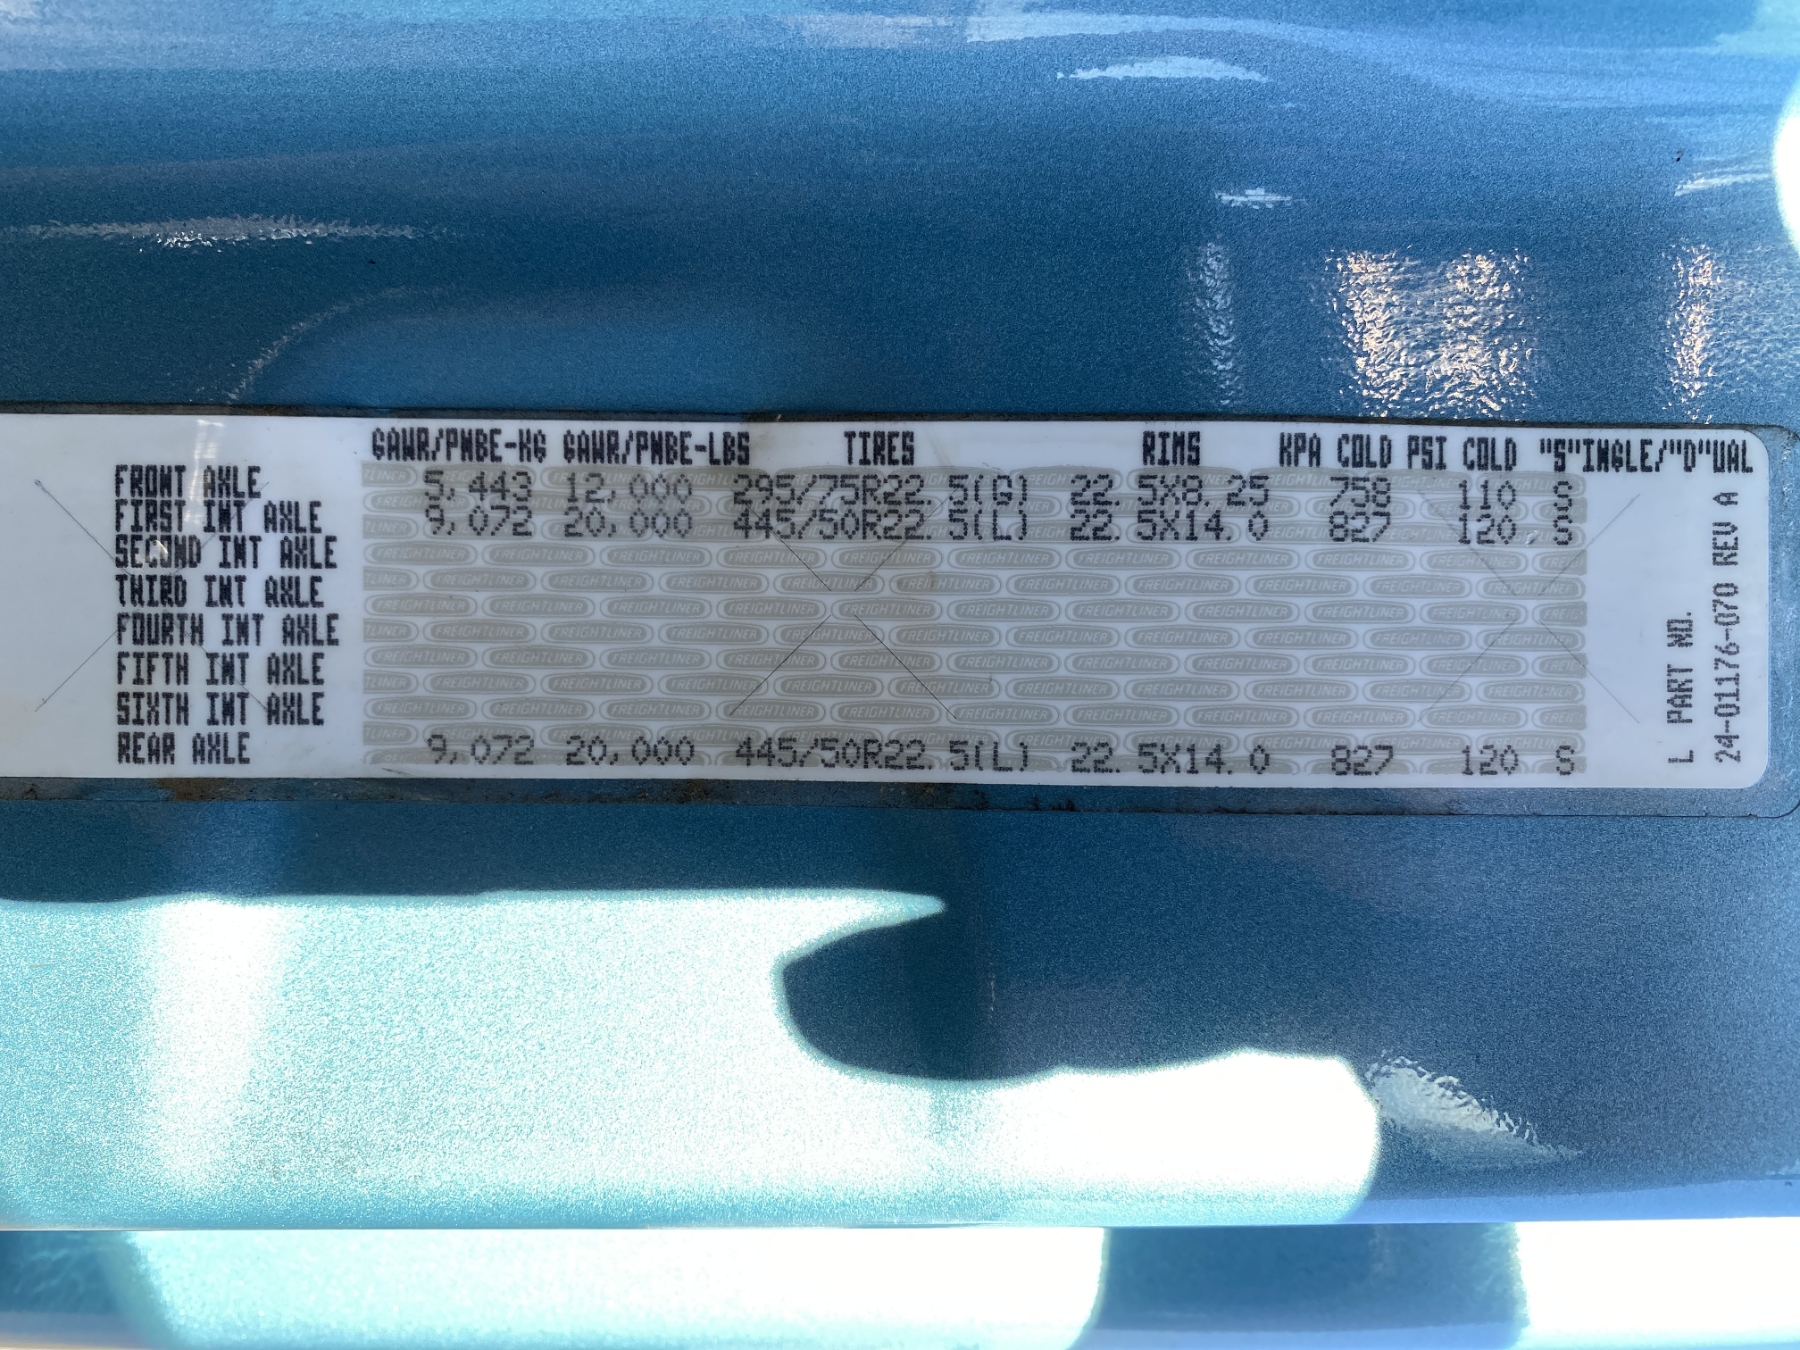 GAWR/PNBE-KG GAWR/PNBE-LBS TIRES RIMS KPA COLD PSI COLD "S"INGLE/"D"UAL
FRONT AXLE 5,443 12,000 295/75R22.5(G) 22.5X8.25 758 110 S
FIRST INT AXLE 9,072 20,000 445/50R22.5(L) 22.5X14.0 827 120 S
SECOND INT AXLE
THIRD INT AXLE
FOURTH INT AXLE
FIFTH INT AXLE
SIXTH INT AXLE
REAR AXLE 9,072 20,000 445/50R22.5(L) 22.5X14.0 827 120 S
L PART NO.
24-01176-070 REV A
FREIGHTLINER